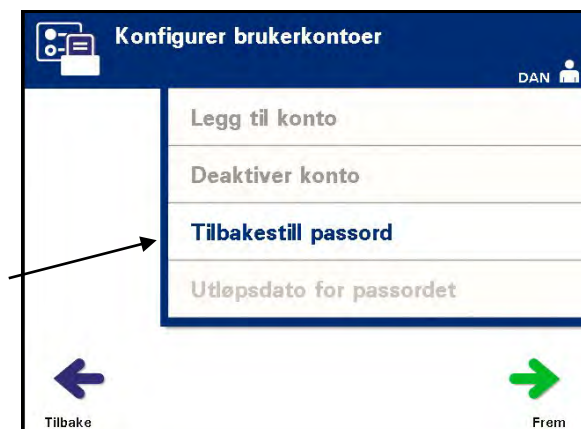 Konfigurer brukerkontoer
DAN
Legg til konto
Deaktiver konto
Tilbakestill passord
Utløpsdato for passordet
Tilbake
Frem